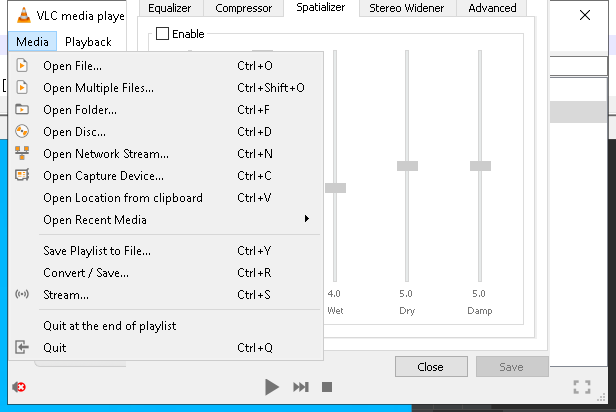 VLC media playe
Equalizer Compressor Spatializer Stereo Widener Advanced
Media Playback
Enable
Open File... Ctrl+O
Open Multiple Files... Ctrl+Shift+O
Open Folder... Ctrl+F
Open Disc... Ctrl+D
Open Network Stream... Ctrl+N
Open Capture Device... Ctrl+C
Open Location from clipboard Ctrl+V
Open Recent Media
Save Playlist to File... Ctrl+Y
Convert / Save... Ctrl+R
Stream... Ctrl+S
Quit at the end of playlist
Quit Ctrl+Q
4.0 5.0 5.0
Wet Dry Damp
Close Save